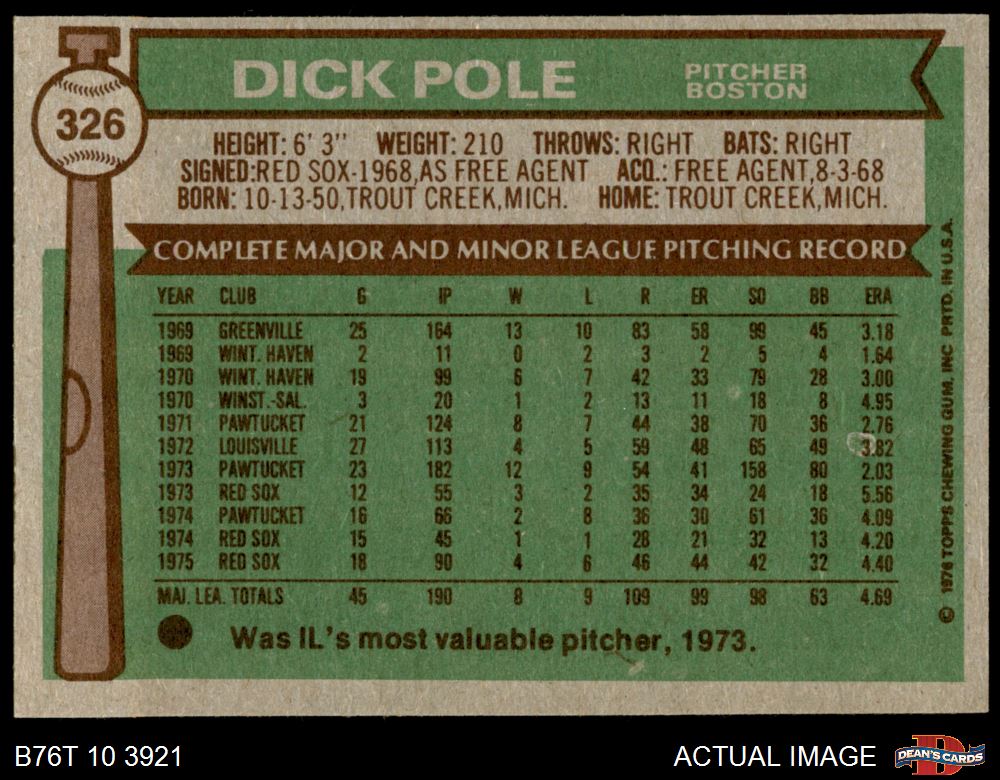 DICK POLE PITCHER
BOSTON
326
HEIGHT: 6' 3" WEIGHT: 210 THROWS: RIGHT BATS: RIGHT
SIGNED:RED SOX-1968,AS FREE AGENT ACQ.: FREE AGENT,8-3-68
BORN: 10-13-50,TROUT CREEK,MICH. HOME: TROUT CREEK,MICH.
COMPLETE MAJOR AND MINOR LEAGUE PITCHING RECORD
YEAR CLUB G IP W L R ER SO BB ERA
1969 GREENVILLE 25 164 13 10 83 58 99 45 3.18
1969 WINT. HAVEN 2 11 0 2 3 2 5 4 1.64
1970 WINT. HAVEN 19 99 6 7 42 33 79 28 3.00
1970 WINST.-SAL. 3 20 1 2 13 11 18 8 4.95
1971 PAWTUCKET 21 124 8 7 44 38 70 36 2.76
1972 LOUISVILLE 27 113 4 5 59 48 65 49 3.82
1973 PAWTUCKET 23 182 12 9 54 41 158 80 2.03
1973 RED SOX 12 55 3 2 35 34 24 18 5.56
1974 PAWTUCKET 16 66 2 8 36 30 61 36 4.09
1974 RED SOX 15 45 1 1 28 21 32 13 4.20
1975 RED SOX 18 90 4 6 46 44 42 32 4.40
MAJ. LEA. TOTALS 45 190 8 9 109 99 98 63 4.69
Was IL's most valuable pitcher, 1973.
© 1976 TOPPS CHEWING GUM, INC PRTD. IN U.S.A.
B76T 10 3921 ACTUAL IMAGE
D
DEAN'S CARDS